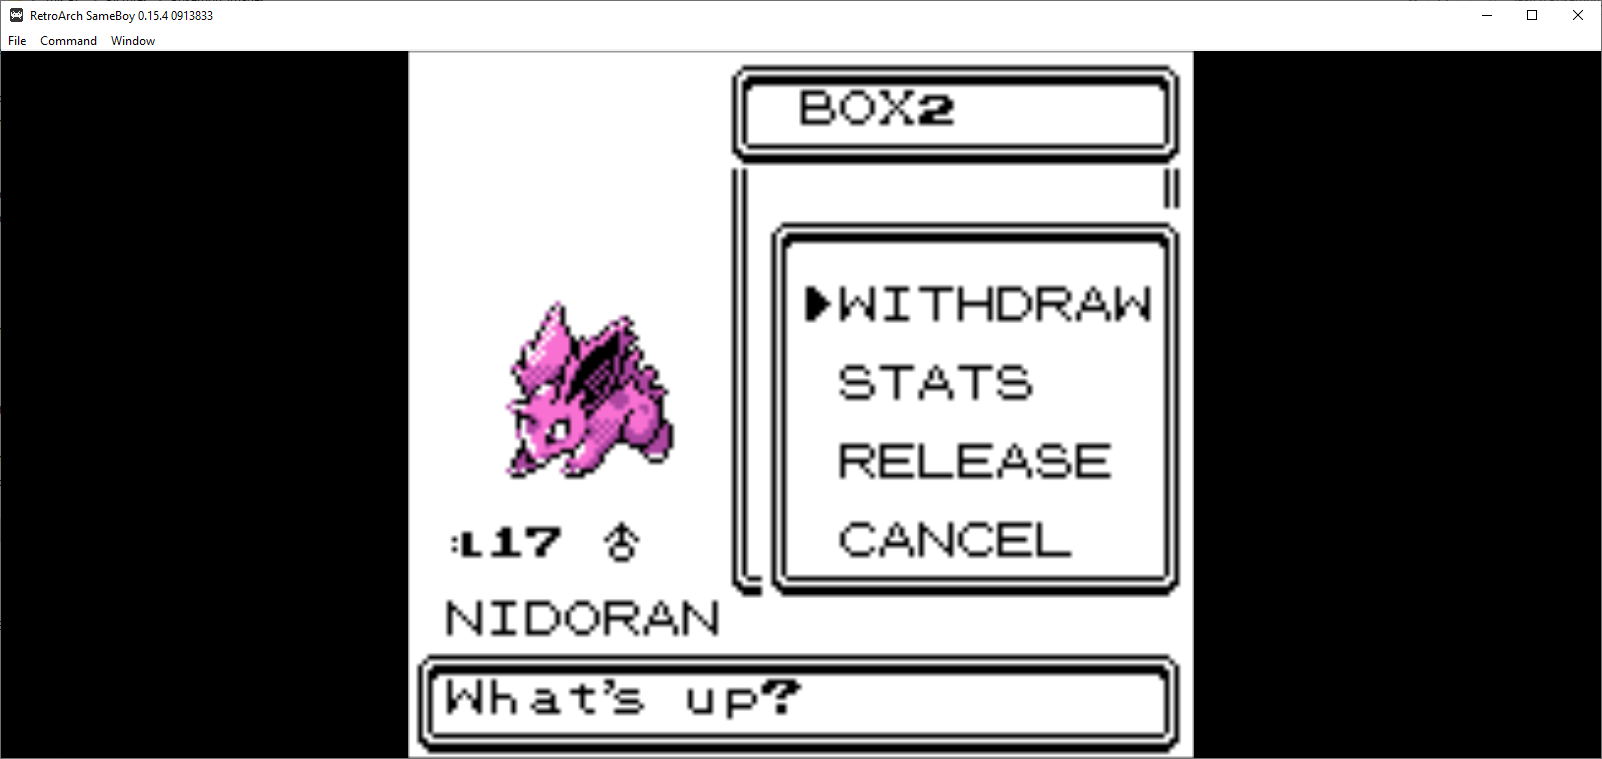 RetroArch SameBoy 0.15.4 0913833
File Command Window
BOX2
▶WITHDRAW
STATS
RELEASE
CANCEL
:L17 ♂
NIDORAN
What's up?